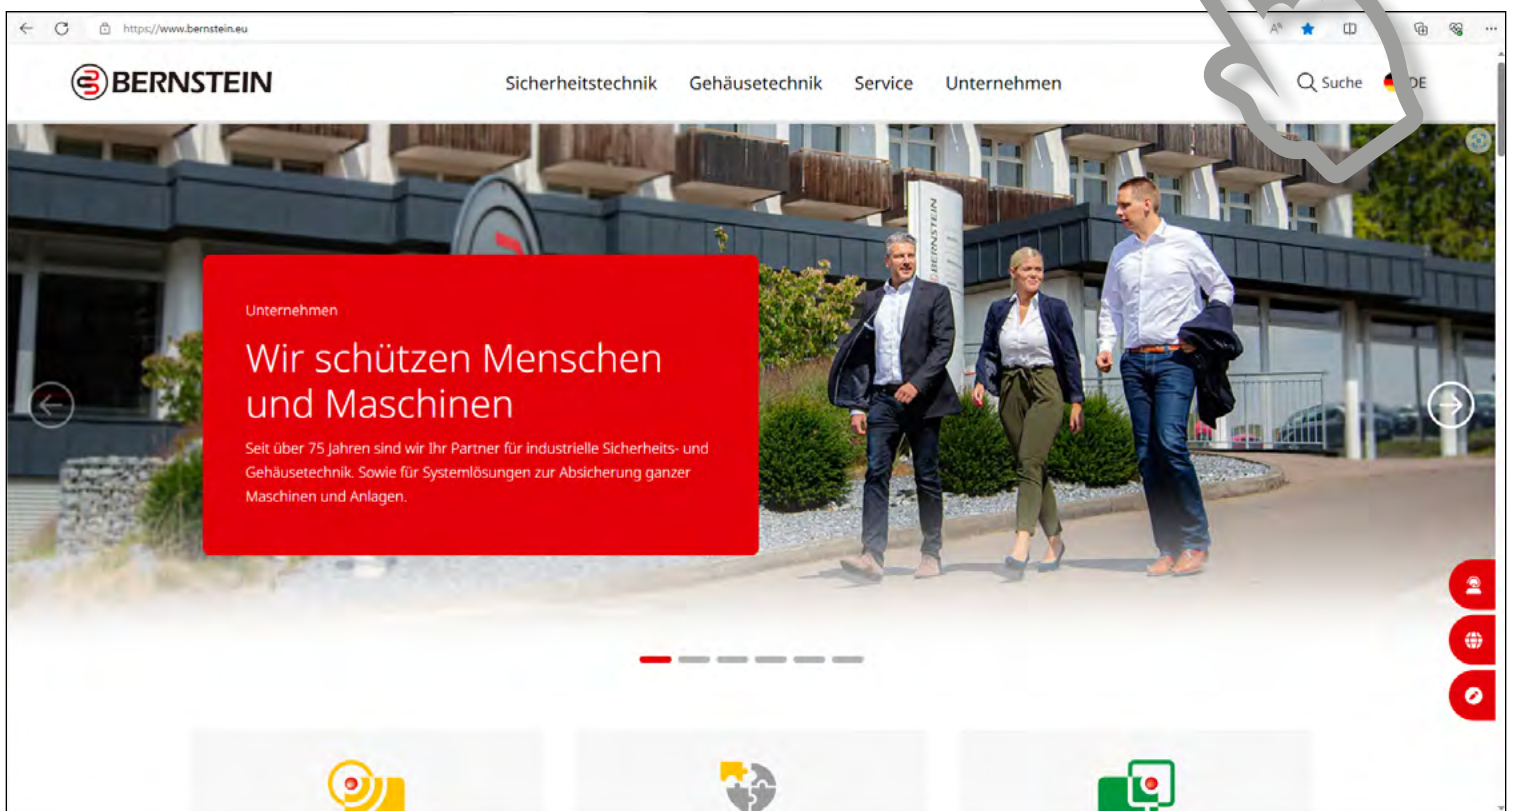 https://www.bernstein.eu
BERNSTEIN
Sicherheitstechnik Gehäusetechnik Service Unternehmen
Suche
DE
BERNSTEIN
Unternehmen
Wir schützen Menschen
und Maschinen
Seit über 75 Jahren sind wir Ihr Partner für industrielle Sicherheits- und
Gehäusetechnik. Sowie für Systemlösungen zur Absicherung ganzer
Maschinen und Anlagen.